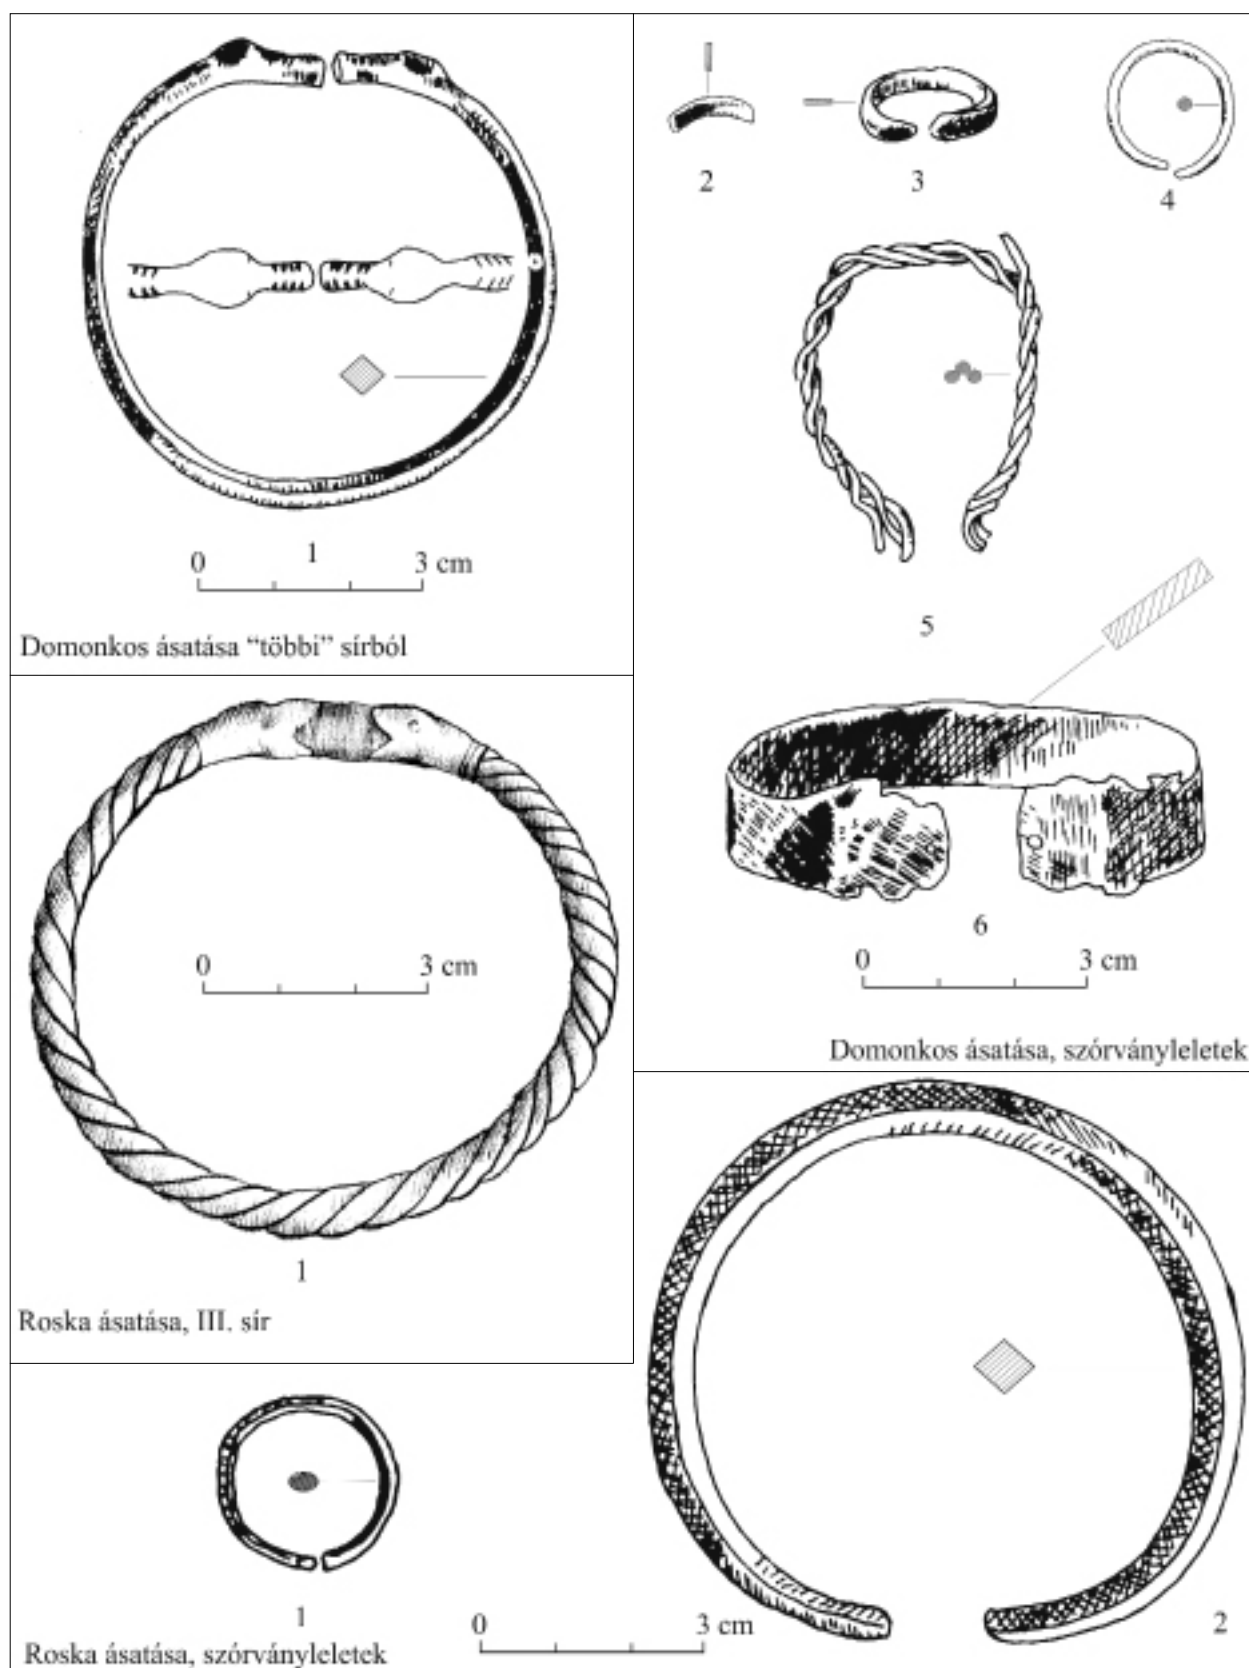 1
0 3 cm
Domonkos ásatása “többi” sírból
2 3 4
5
6
0 3 cm
Domonkos ásatása, szórványleletek
0 3 cm
1
Roska ásatása, III. sír
1
0 3 cm
2
Roska ásatása, szórványleletek